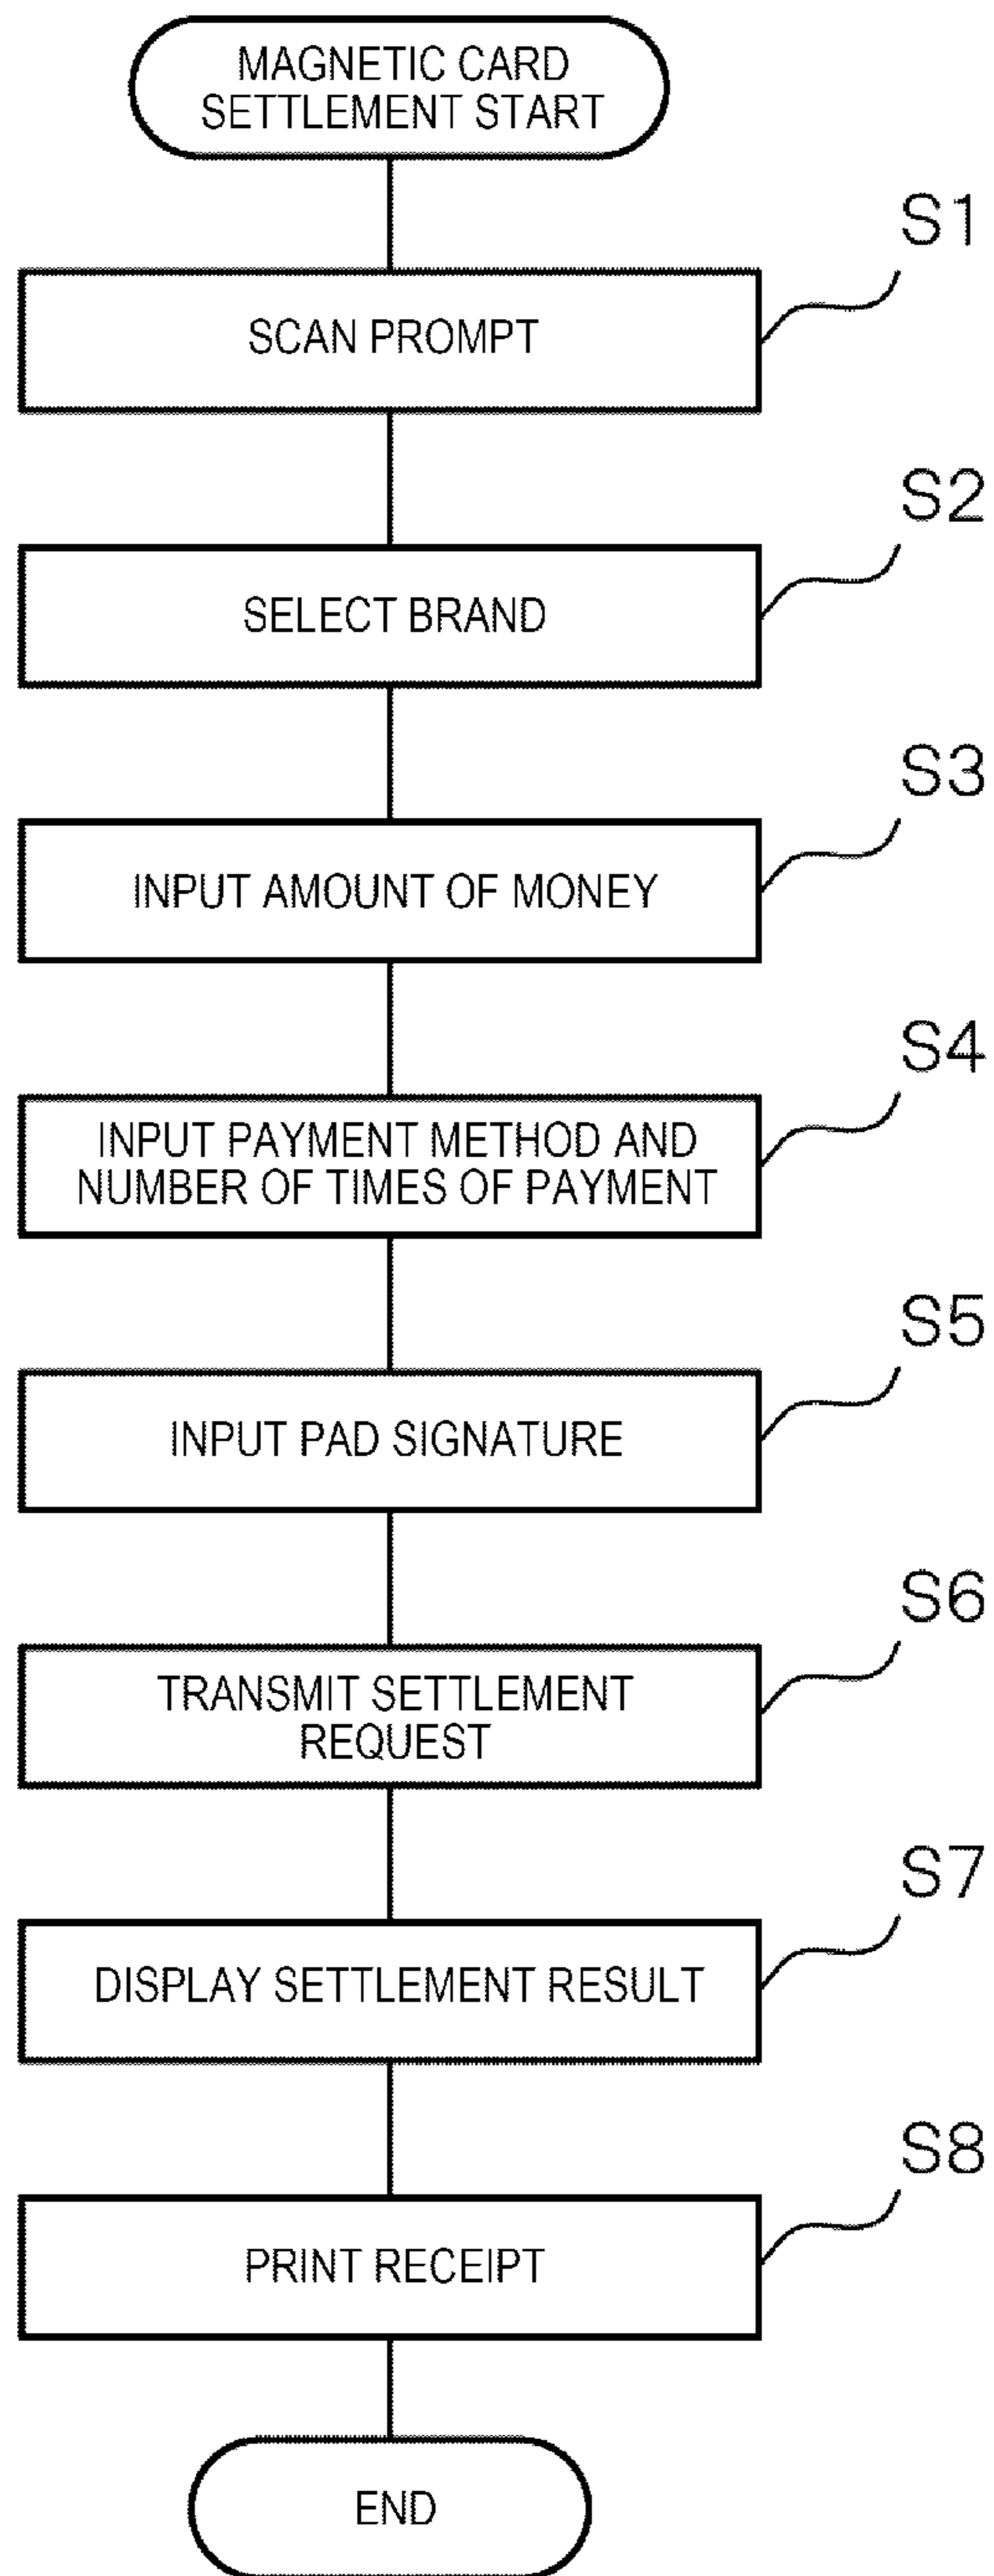 MAGNETIC CARD
SETTLEMENT START
S1
SCAN PROMPT
S2
SELECT BRAND
S3
INPUT AMOUNT OF MONEY
S4
INPUT PAYMENT METHOD AND
NUMBER OF TIMES OF PAYMENT
S5
INPUT PAD SIGNATURE
S6
TRANSMIT SETTLEMENT
REQUEST
S7
DISPLAY SETTLEMENT RESULT
S8
PRINT RECEIPT
END